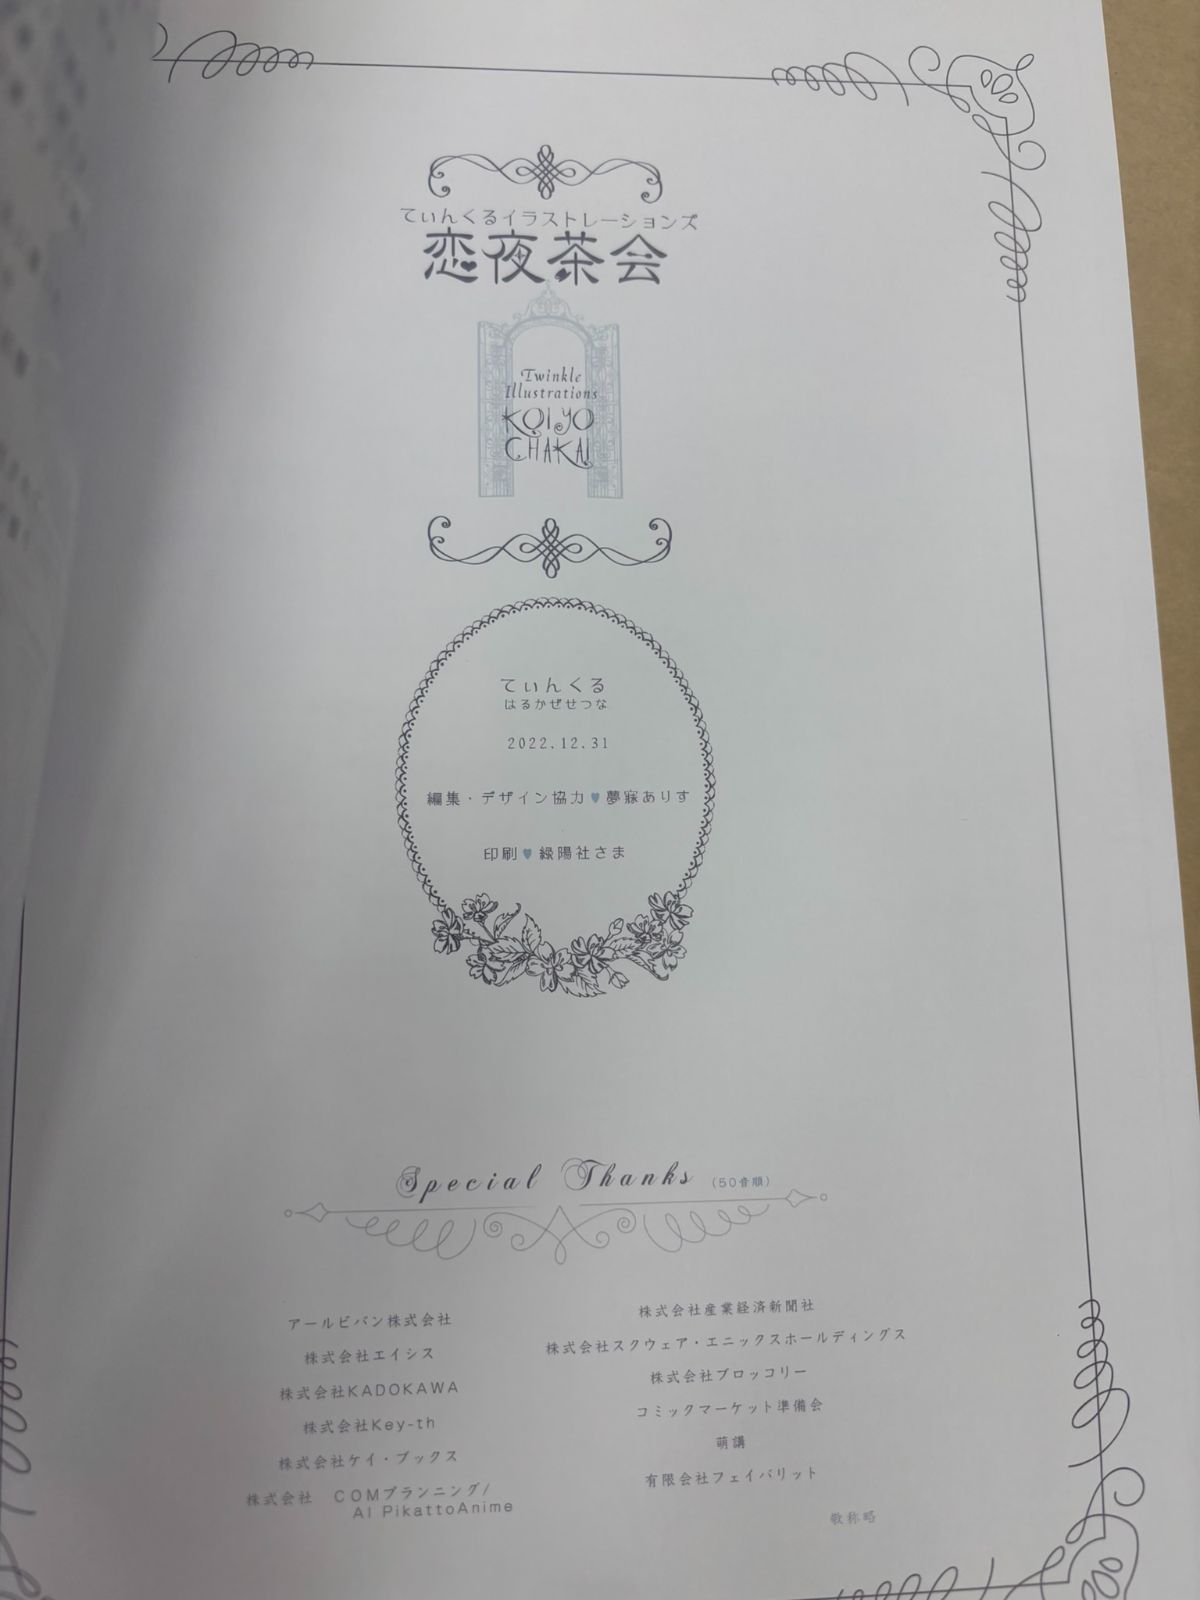 てぃんくるイラストレーションズ
恋夜茶会
Twinkle
Illustrations
KOIYO
CHAKAI
てぃんくる
はるかぜせつな
2022.12.31
編集・デザイン協力♥夢寐ありす
印刷♥緑陽社さま
Special Thanks (50音順)
アールビバン株式会社
株式会社エイシス
株式会社KADOKAWA
株式会社Key-th
株式会社ケイ・ブックス
株式会社 COMプランニング/
AI PikattoAnime
株式会社産業経済新聞社
株式会社スクウェア・エニックスホールディングス
株式会社ブロッコリー
コミックマーケット準備会
萌講
有限会社フェイバリット
敬称略